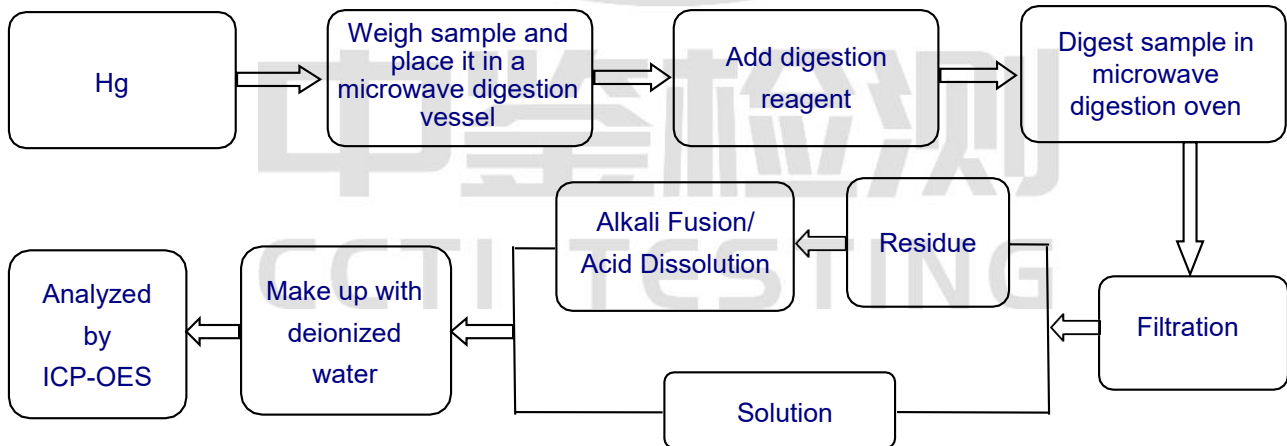 Hg
Weigh sample and
place it in a
microwave digestion
vessel
Add digestion
reagent
Digest sample in
microwave
digestion oven
Filtration
Residue
Alkali Fusion/
Acid Dissolution
Solution
Make up with
deionized
water
Analyzed
by
ICP-OES
中鉴检测
CCTI TESTING